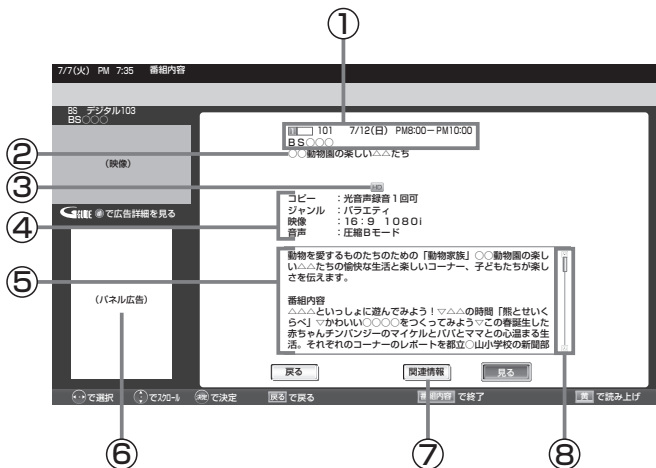 ①
7/7(火) PM 7:35 番組内容
BS デジタル103
BS○○○
101 7/12(日) PM8:00－PM10:00
BS○○○
② ○○動物園の楽しい△△たち
(映像)
③ HD
GUIDE で広告詳細を見る
④ コピー ：光音声録音1回可
ジャンル ：バラエティ
映像 ：16：9 1080i
音声 ：圧縮Bモード
⑤ 動物を愛するものたちのための「動物家族」○○動物園の楽し
い△△たちの愉快な生活と楽しいコーナー、子どもたちが楽し
さを伝えます。
番組内容
△△△といっしょに遊んでみよう！▽△△の時間「熊とせいく
らべ」▽かわいい○○○○をつくってみよう▽この春誕生した
赤ちゃんチンパンジーのマイケルとパパとママとの心温まる生
活。それぞれのコーナーのレポートを都立○山小学校の新聞部
(パネル広告)
戻る 関連情報 見る
で選択 でスクロール 決定 で決定 戻る で戻る 番組内容 で終了 黄 で読み上げ
⑥ ⑦ ⑧